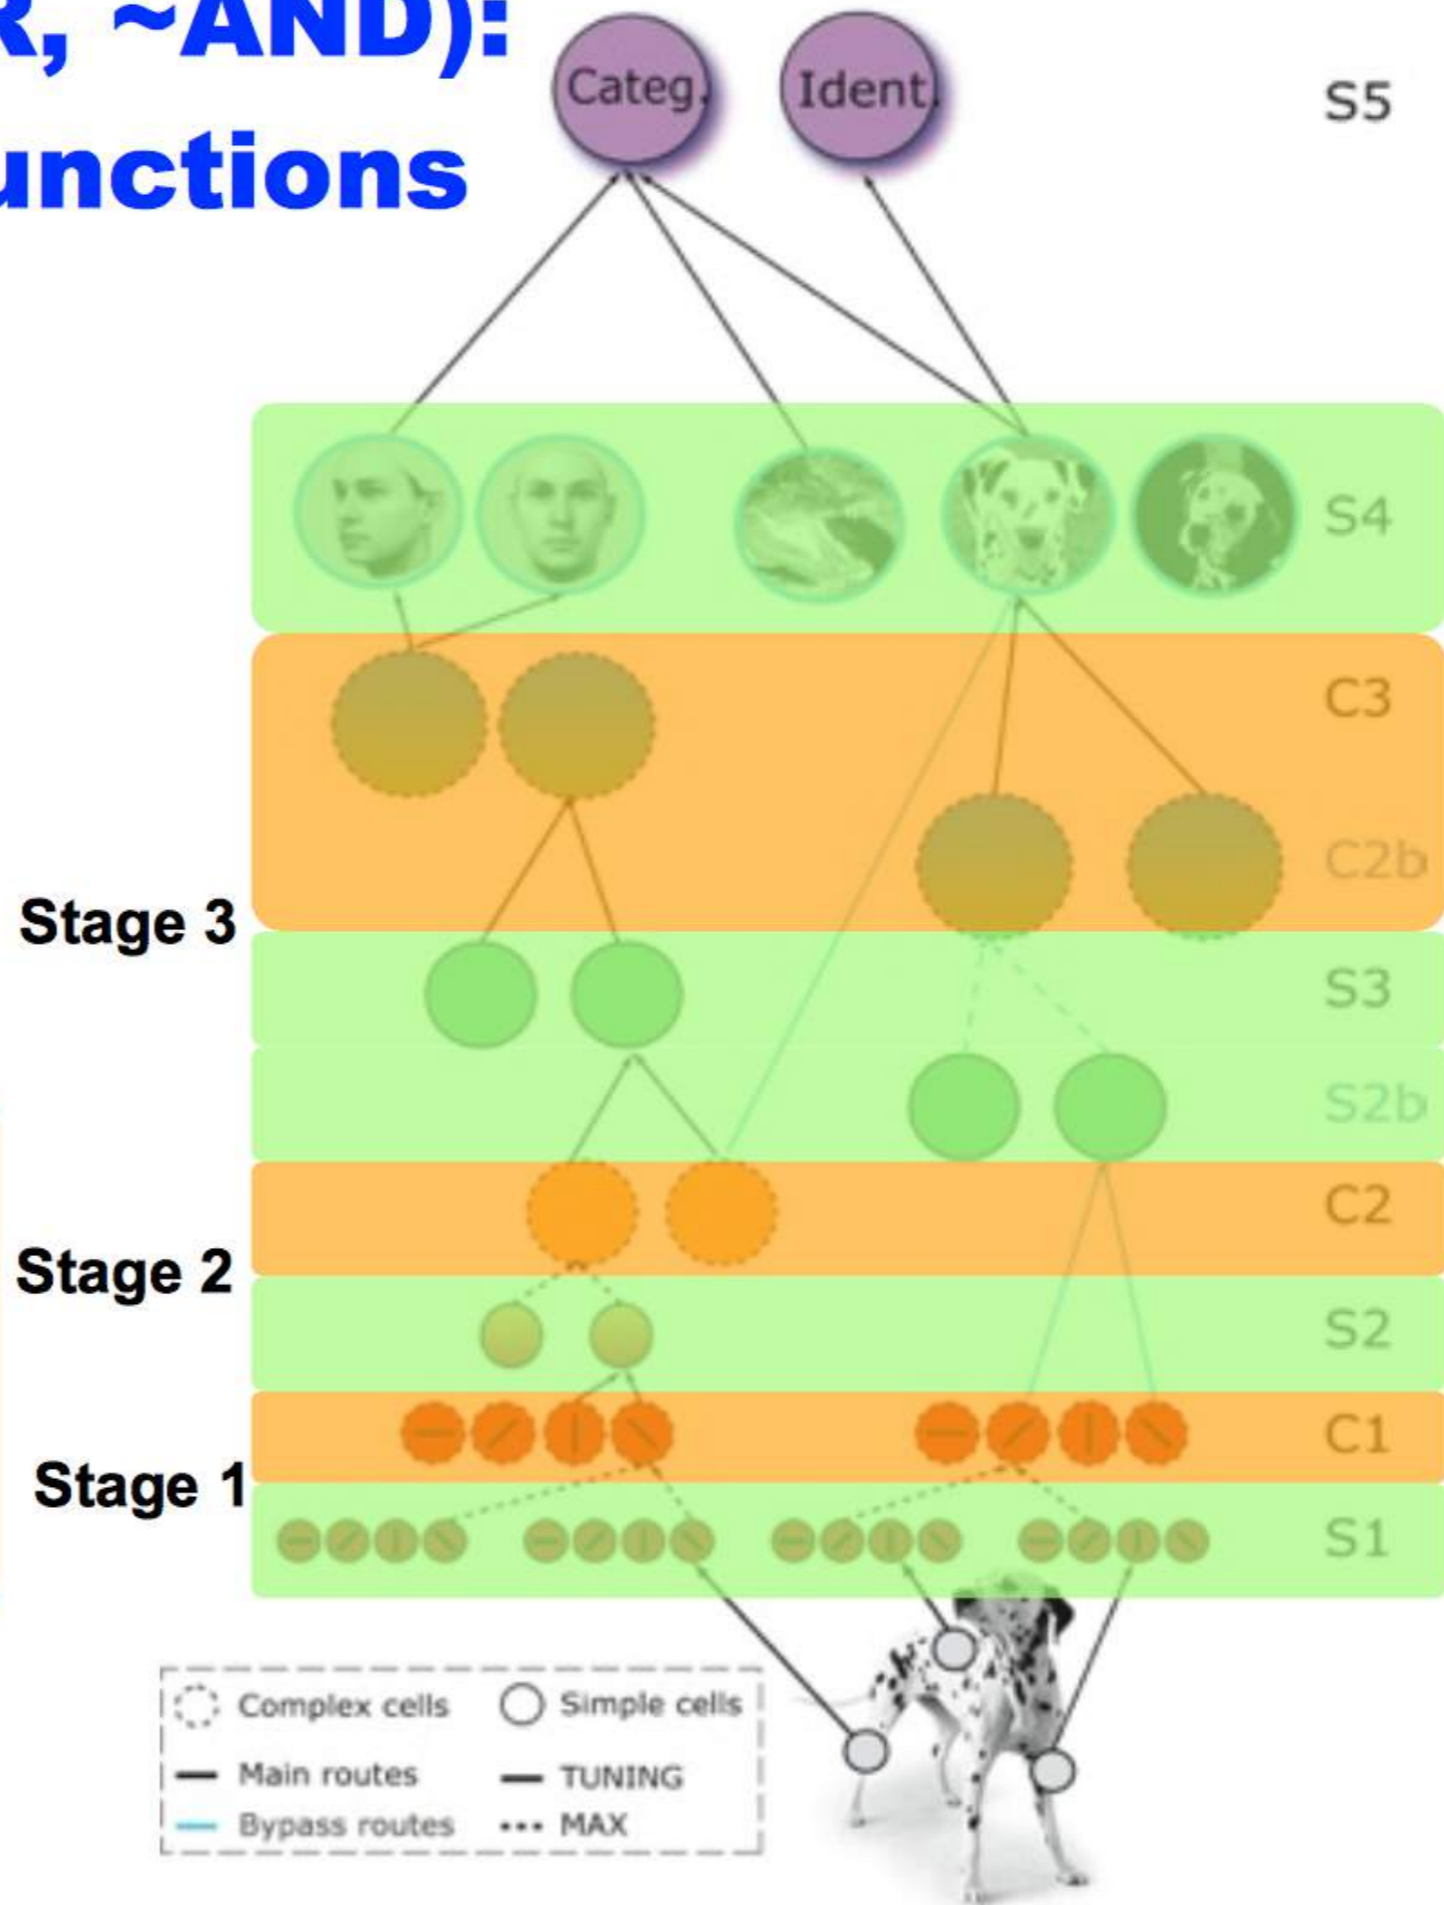 R, ~AND):
unctions
Categ.
Ident.
S5
S4
C3
C2b
Stage 3
S3
S2b
C2
Stage 2
S2
C1
Stage 1
S1
Complex cells
Simple cells
Main routes
TUNING
Bypass routes
MAX